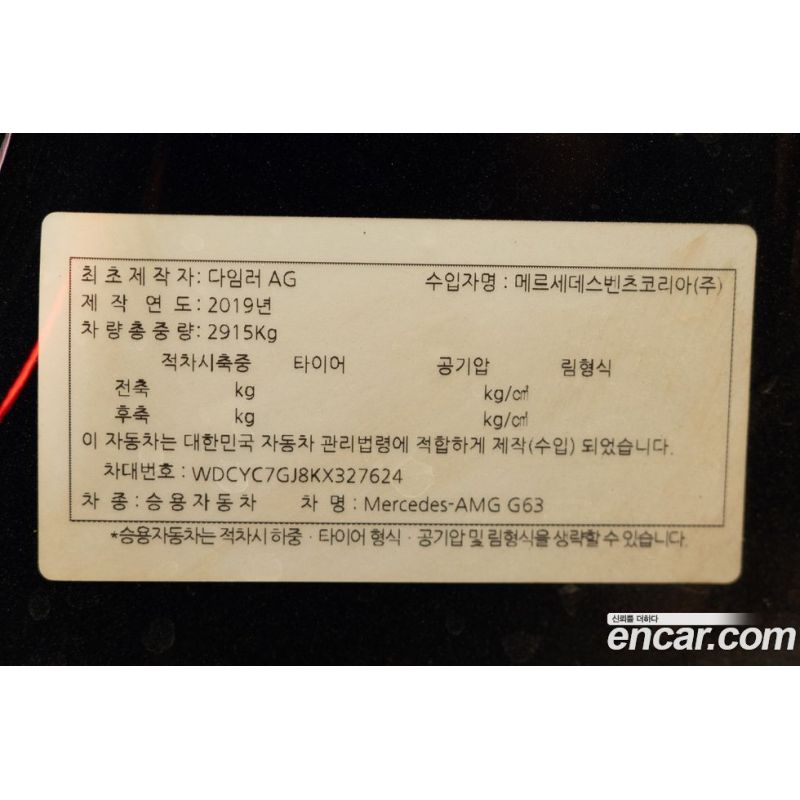 최초제작자: 다임러 AG 수입자명 : 메르세데스벤츠코리아(주)
제 작 연 도: 2019년
차량총중량: 2915Kg
적차시축중 타이어 공기압 림형식
전축 kg kg/㎠
후축 kg kg/㎠
이 자동차는 대한민국 자동차 관리법령에 적합하게 제작(수입) 되었습니다.
차대번호 : WDCYC7GJ8KX327624
차 종 : 승용자동차 차 명 : Mercedes-AMG G63
*승용자동차는 적차시 하중 · 타이어 형식 · 공기압 및 림형식을 생략할 수 있습니다.
신뢰를 더하다
encar.com